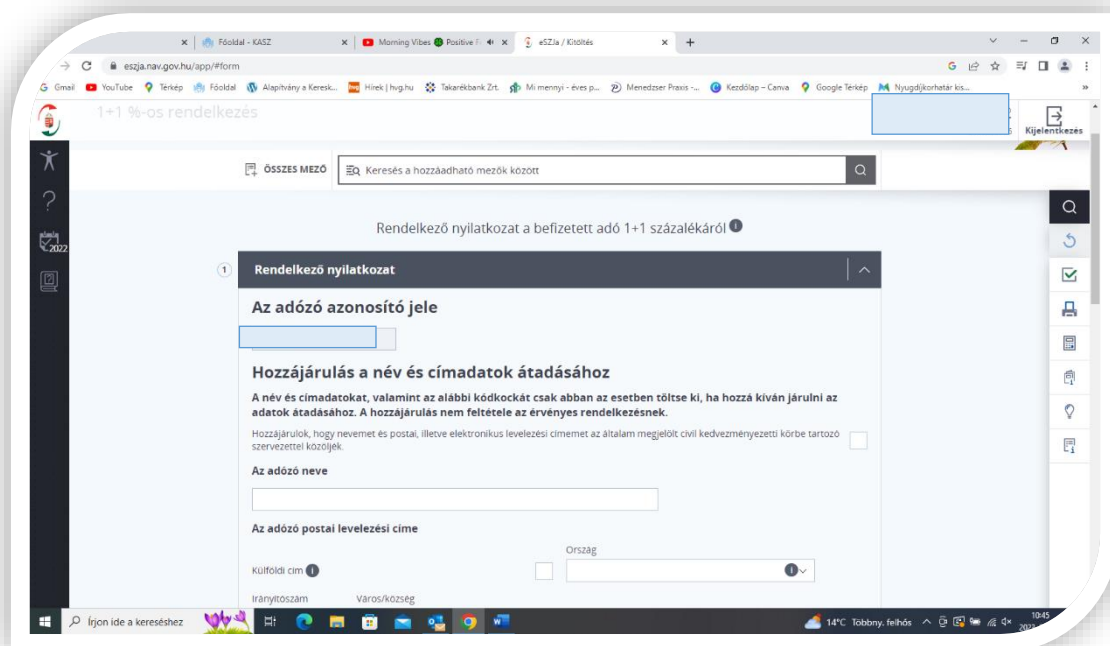 Főoldal - KASZ
Morning Vibes Positive F
eSZJa / Kitöltés
eszja.nav.gov.hu/app/#form
Gmail YouTube Térkép Főoldal Alapítvány a Keresk... Hírek | hvg.hu Takarékbank Zrt. Mi mennyi - éves p... Menedzser Praxis -... Kezdőlap – Canva Google Térkép Nyugdíjkorhatár kis...
1+1 %-os rendelkezés
Kijelentkezés
ÖSSZES MEZŐ
Keresés a hozzáadható mezők között
2022
Rendelkező nyilatkozat a befizetett adó 1+1 százalékáról
1 Rendelkező nyilatkozat
Az adózó azonosító jele
Hozzájárulás a név és címadatok átadásához
A név és címadatokat, valamint az alábbi kódkockát csak abban az esetben töltse ki, ha hozzá kíván járulni az
adatok átadásához. A hozzájárulás nem feltétele az érvényes rendelkezésnek.
Hozzájárulok, hogy nevemet és postai, illetve elektronikus levelezési címemet az általam megjelölt civil kedvezményezetti körbe tartozó
szervezettel közöljék.
Az adózó neve
Az adózó postai levelezési címe
Ország
Külföldi cím
Irányítószám Város/község
Írjon ide a kereséshez
14°C Többny. felhős
10:45